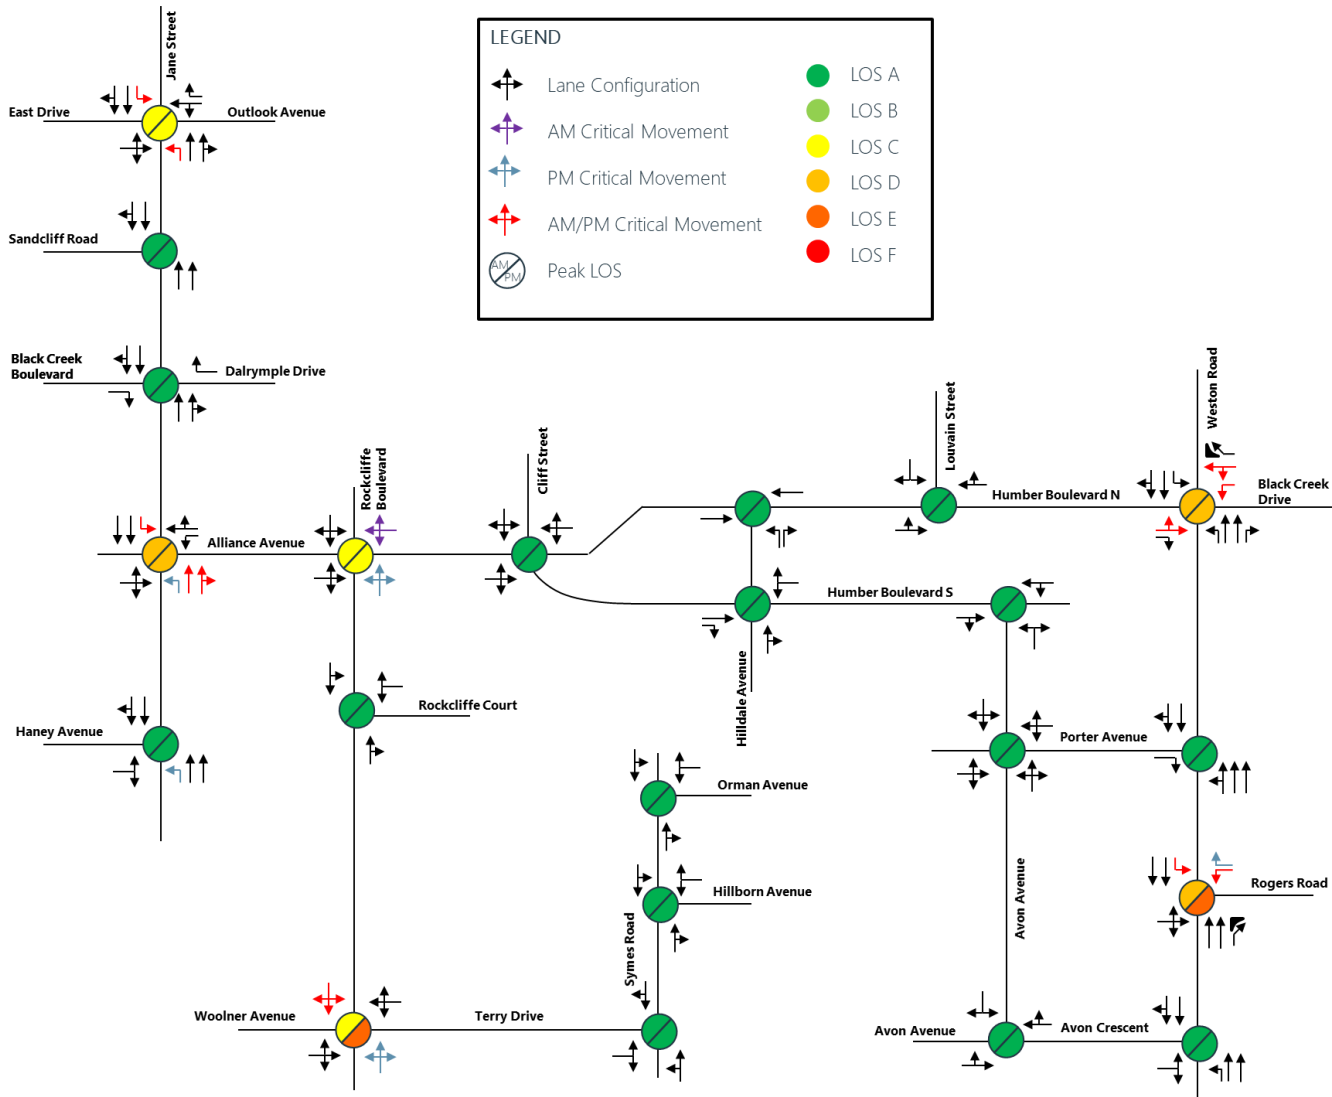 LEGEND
Lane Configuration
AM Critical Movement
PM Critical Movement
AM/PM Critical Movement
AM
PM
Peak LOS
LOS A
LOS B
LOS C
LOS D
LOS E
LOS F
Jane Street
East Drive
Outlook Avenue
Sandcliff Road
Black Creek
Boulevard
Dalrymple Drive
Weston Road
Louvain Street
Cliff Street
Rockcliffe
Boulevard
Humber Boulevard N
Black Creek
Drive
Alliance Avenue
Humber Boulevard S
Hilldale Avenue
Rockcliffe Court
Haney Avenue
Porter Avenue
Orman Avenue
Hillborn Avenue
Rogers Road
Avon Avenue
Symes Road
Woolner Avenue
Terry Drive
Avon Avenue
Avon Crescent